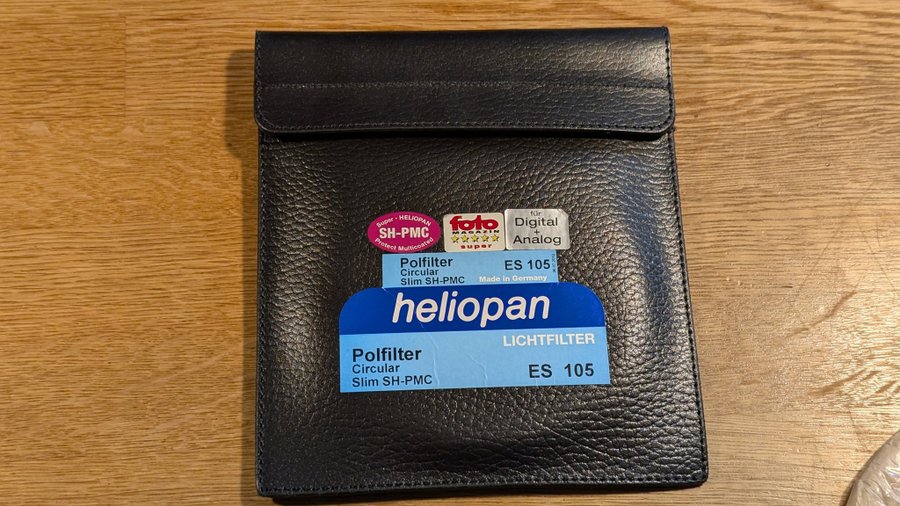 Super • HELIOPAN
SH-PMC
Protect Multicoated
foto
MAGAZIN
super
für
Digital
+
Analog
Polfilter ES 105
Circular
Slim SH-PMC Made in Germany
heliopan
LICHTFILTER
Polfilter
Circular
Slim SH-PMC ES 105